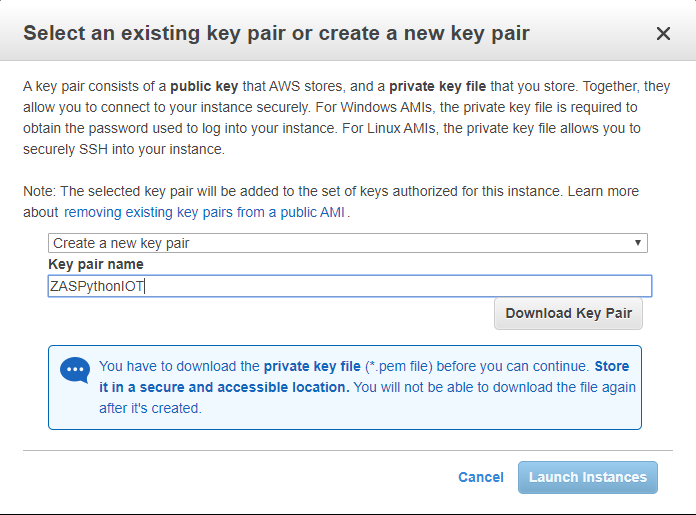 Select an existing key pair or create a new key pair
A key pair consists of a public key that AWS stores, and a private key file that you store. Together, they
allow you to connect to your instance securely. For Windows AMIs, the private key file is required to
obtain the password used to log into your instance. For Linux AMIs, the private key file allows you to
securely SSH into your instance.
Note: The selected key pair will be added to the set of keys authorized for this instance. Learn more
about removing existing key pairs from a public AMI .
Create a new key pair
Key pair name
ZASPythonIOT
Download Key Pair
You have to download the private key file (*.pem file) before you can continue. Store
it in a secure and accessible location. You will not be able to download the file again
after it's created.
Cancel
Launch Instances